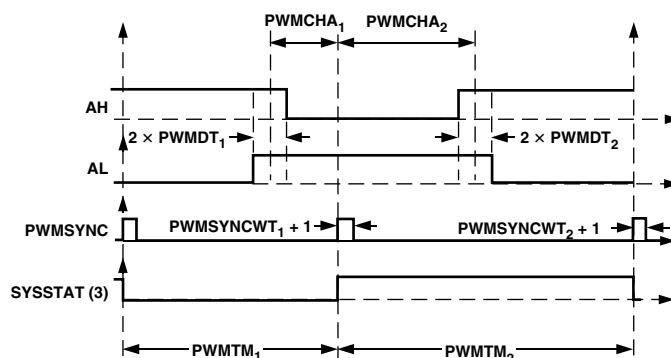 PWMCHA₁ PWMCHA₂
AH
2 × PWMDT₁ 2 × PWMDT₂
AL
PWMSYNC PWMSYNCWT₁ + 1 PWMSYNCWT₂ + 1
SYSSTAT (3)
PWMTM₁ PWMTM₂